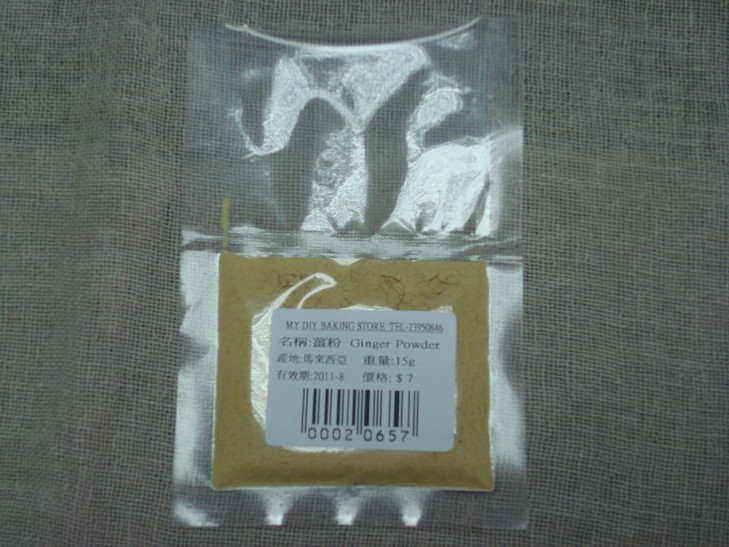 MY DIY BAKING STORE TEL-23950846
名稱:薑粉 Ginger Powder
產地:馬來西亞 重量:15g
有效期:2011-8 價格: $ 7
0002 0657